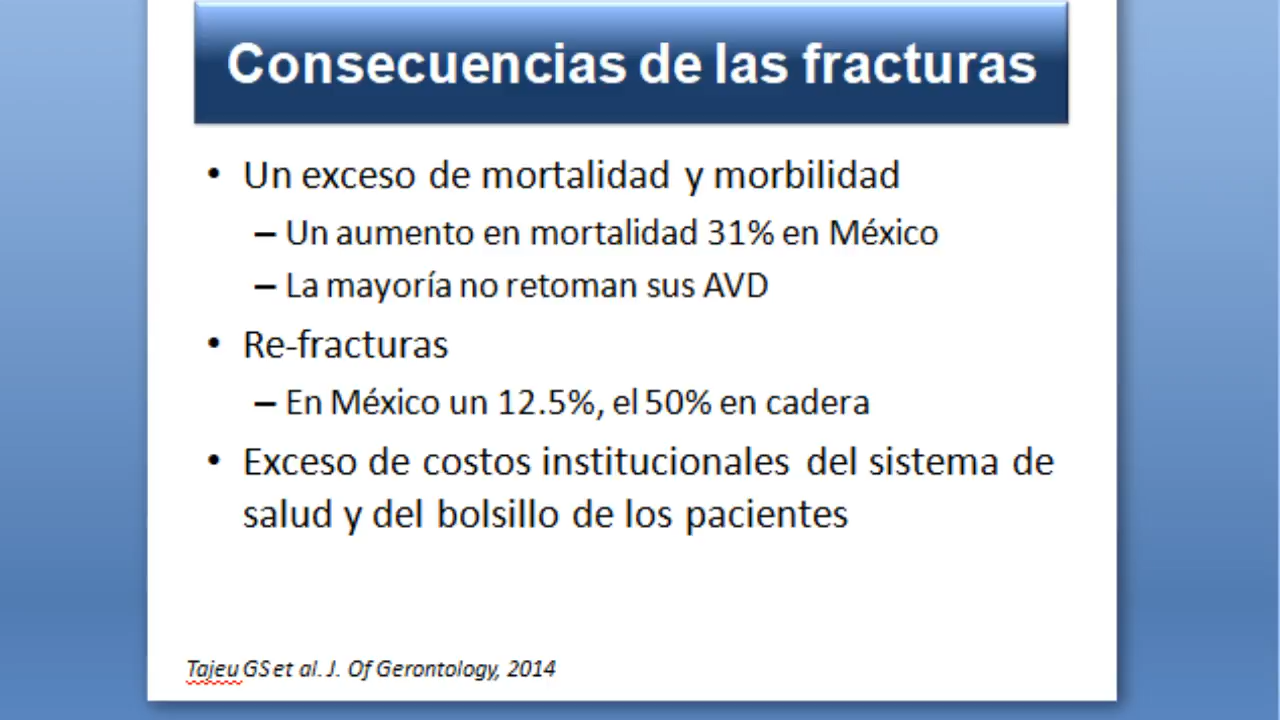 Consecuencias de las fracturas
• Un exceso de mortalidad y morbilidad
– Un aumento en mortalidad 31% en México
– La mayoría no retoman sus AVD
• Re-fracturas
– En México un 12.5%, el 50% en cadera
• Exceso de costos institucionales del sistema de
salud y del bolsillo de los pacientes
Tajeu GS et al. J. Of Gerontology, 2014